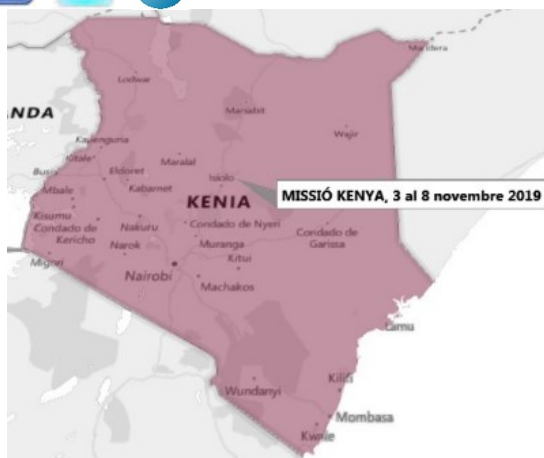 Mandera
Lodwar
NDA
Marsabit
Wajir
Kapenguria
Kitale
Maralal
Busia
Eldoret
Isiolo
Mbale
Kabarnet
MISSIÓ KENYA, 3 al 8 novembre 2019
KENIA
Kisumu
Nakuru
Condado de Nyeri
Condado de
Kericho
Condado de
Garissa
Narok
Muranga
Migori
Kitui
Nairobi
Machakos
Lamu
Wundanyi
Kilifi
Mombasa
Kwale